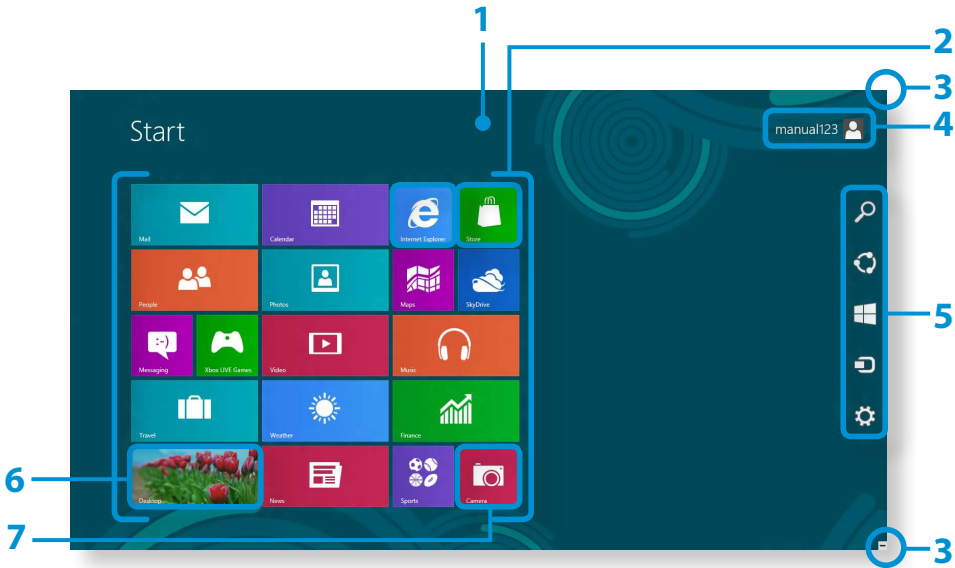 1
2
3
Start
manual123
4
Mail
Calendar
Internet Explorer
Store
People
Photos
Maps
SkyDrive
5
Messaging
Xbox LIVE Games
Video
Music
Travel
Weather
Finance
6
Desktop
News
Sports
Camera
7
3